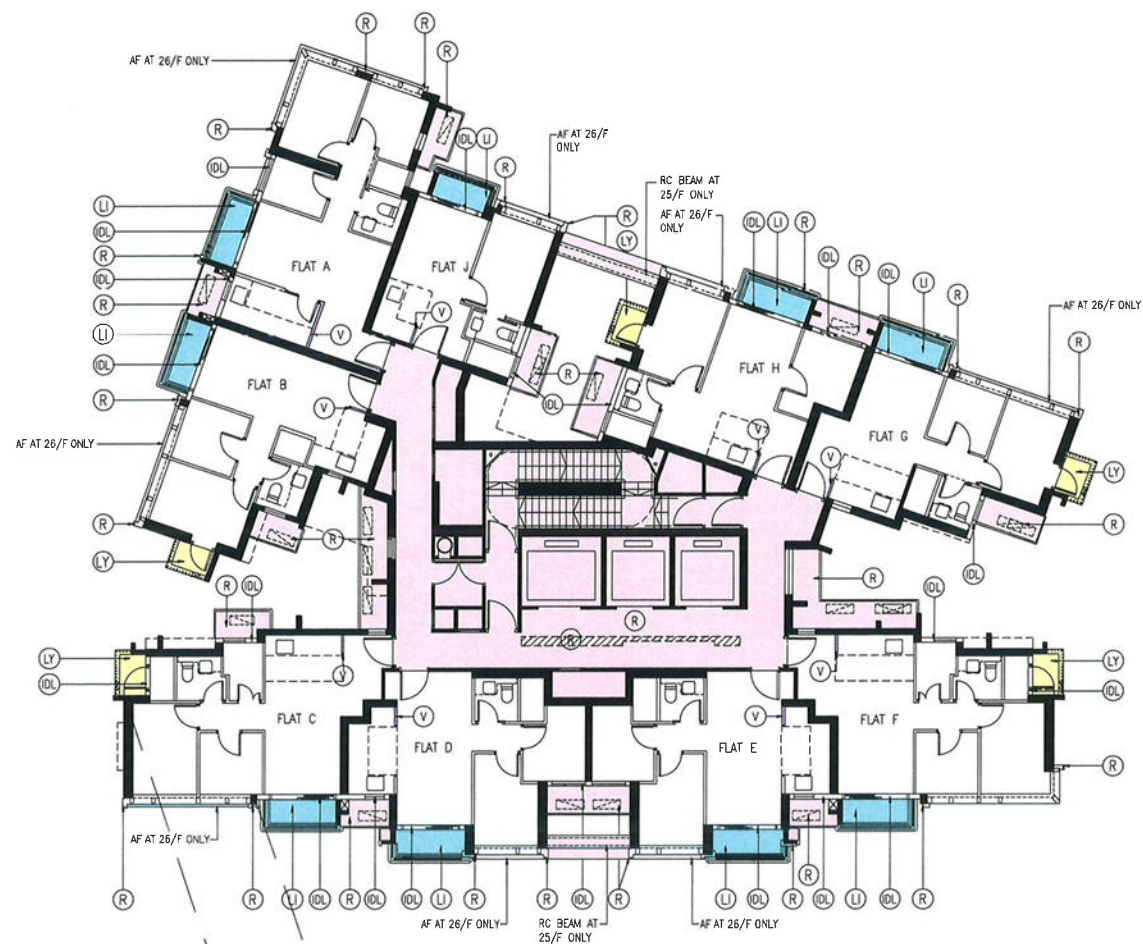 R
R
R
AF AT 26/F ONLY
R
IDL
LI
R
AF AT 26/F
ONLY
IDL
RC BEAM AT
25/F ONLY
R
LY
AF AT 26/F
ONLY
IDL
LI
R
LI
IDL
R
IDL
R
LI
IDL
R
FLAT A
FLAT J
V
V
IDL
R
IDL
LI
R
AF AT 26/F ONLY
R
FLAT B
V
FLAT H
R
IDL
V
FLAT G
V
AF AT 26/F ONLY
R
LY
R
LY
R
IDL
R
R
IDL
R
R
R
IDL
LY
IDL
V
V
LY
IDL
FLAT C
V
FLAT D
V
FLAT E
FLAT F
R
AF AT 26/F ONLY
R
R
LI
IDL
R
IDL
LI
R
R
IDL
R
LI
IDL
R
R
IDL
LI
IDL
R
AF AT 26/F ONLY
RC BEAM AT
25/F ONLY
AF AT 26/F ONLY